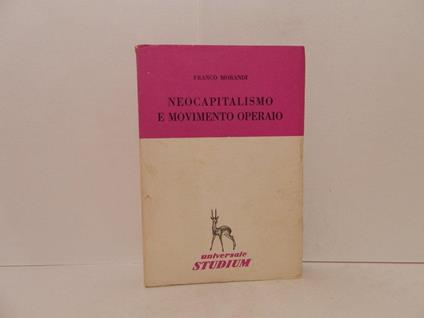 FRANCO MORANDI
NEOCAPITALISMO
E MOVIMENTO OPERAIO
universale
STUDIUM